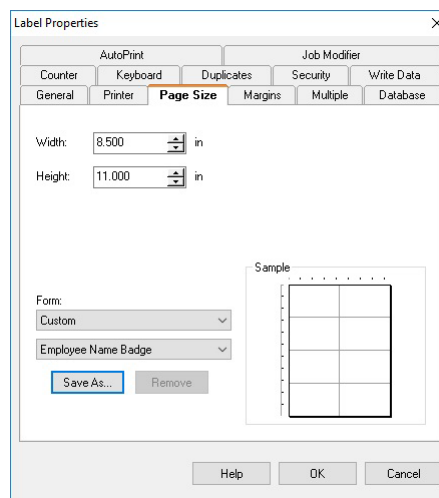 Label Properties
AutoPrint Job Modifier
Counter Keyboard Duplicates Security Write Data
General Printer Page Size Margins Multiple Database
Width: 8.500 in
Height: 11.000 in
Sample
Form:
Custom
Employee Name Badge
Save As... Remove
Help OK Cancel